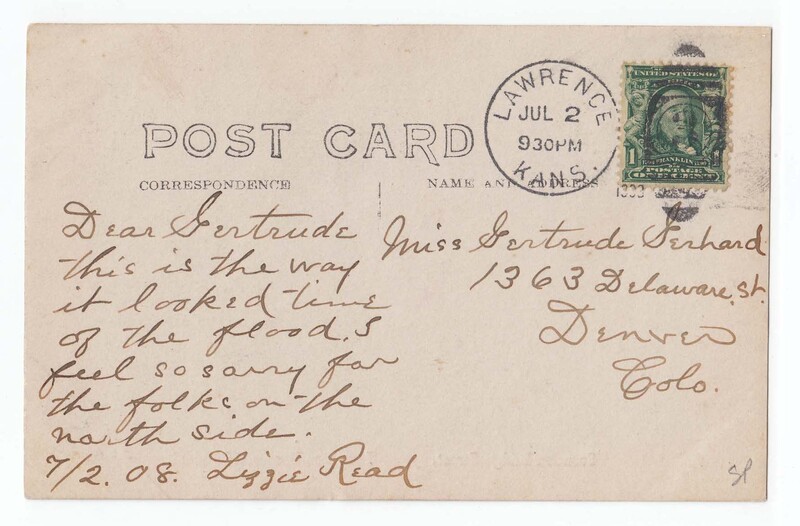 POST CARD
CORRESPONDENCE
NAME AND ADDRESS
LAWRENCE
JUL 2
930PM
KANS.
UNITED STATES OF
1 FRANKLIN 1
POSTAGE
ONE CENT
Dear Gertrude
this is the way
it looked time
of the flood. I
feel so sorry for
the folks on the
north side.
7/2.08. Lizzie Read
Miss Gertrude Gerhard
1363 Delaware St.
Denver
Colo.